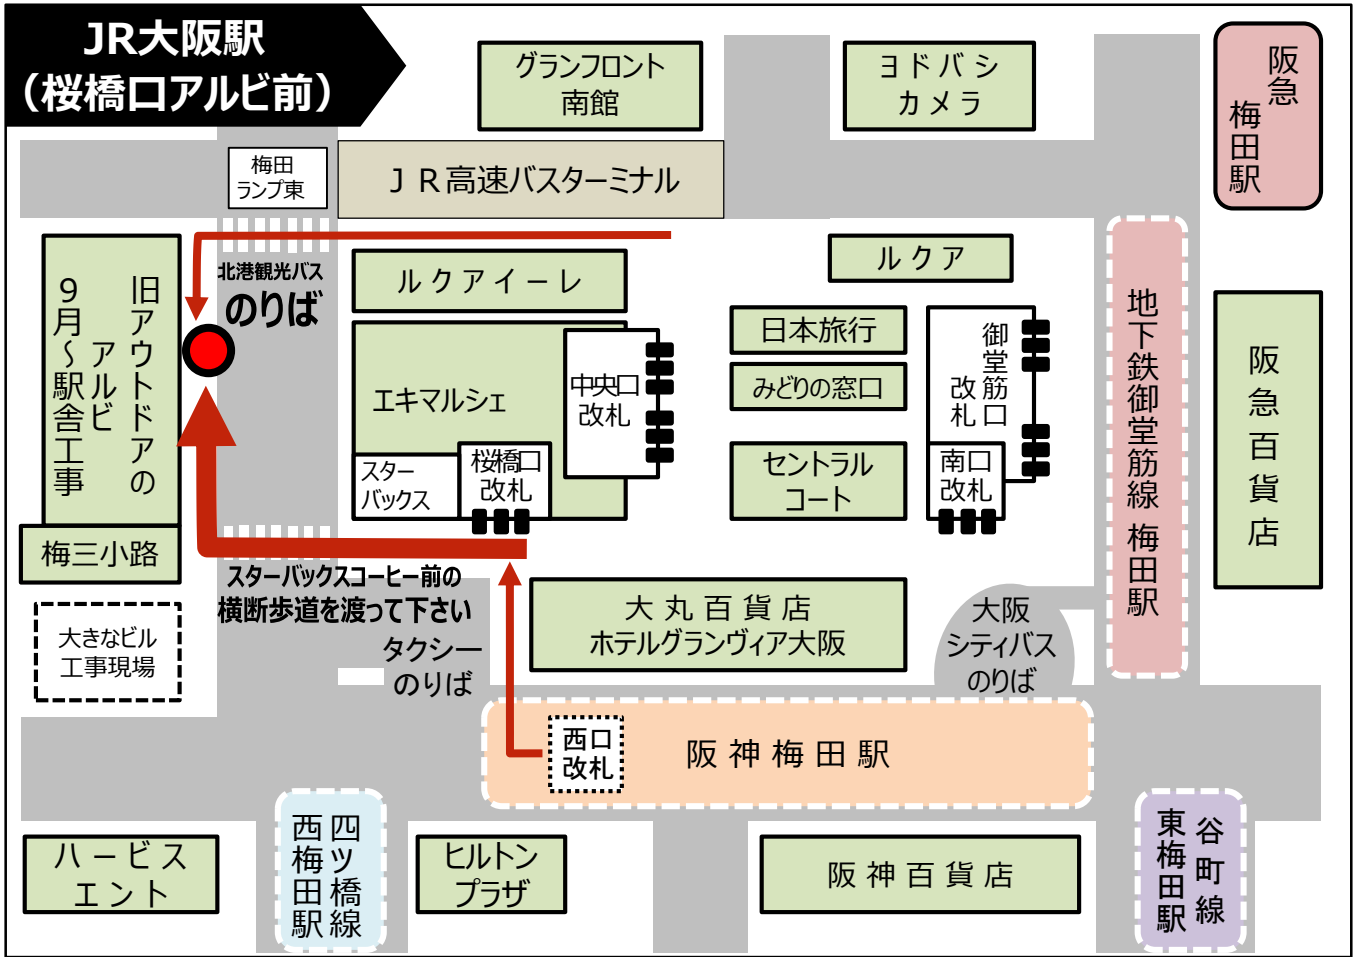 JR大阪駅
（桜橋口アルビ前）
グランフロント
南館
ヨドバシ
カメラ
阪急
梅田駅
梅田
ランプ東
ＪＲ高速バスターミナル
北港観光バス
のりば
旧アウトドアの
アルビ
９月～駅舎工事
梅三小路
大きなビル
工事現場
ルクアイーレ
エキマルシェ
スター
バックス
桜橋口
改札
中央口
改札
ルクア
日本旅行
みどりの窓口
セントラル
コート
御堂筋口
改札
南口
改札
地下鉄御堂筋線 梅田駅
阪急百貨店
スターバックスコーヒー前の
横断歩道を渡って下さい
タクシー
のりば
大丸百貨店
ホテルグランヴィア大阪
大阪
シティバス
のりば
西口
改札
阪神梅田駅
ハービス
エント
四ツ橋線
西梅田駅
ヒルトン
プラザ
阪神百貨店
谷町線
東梅田駅